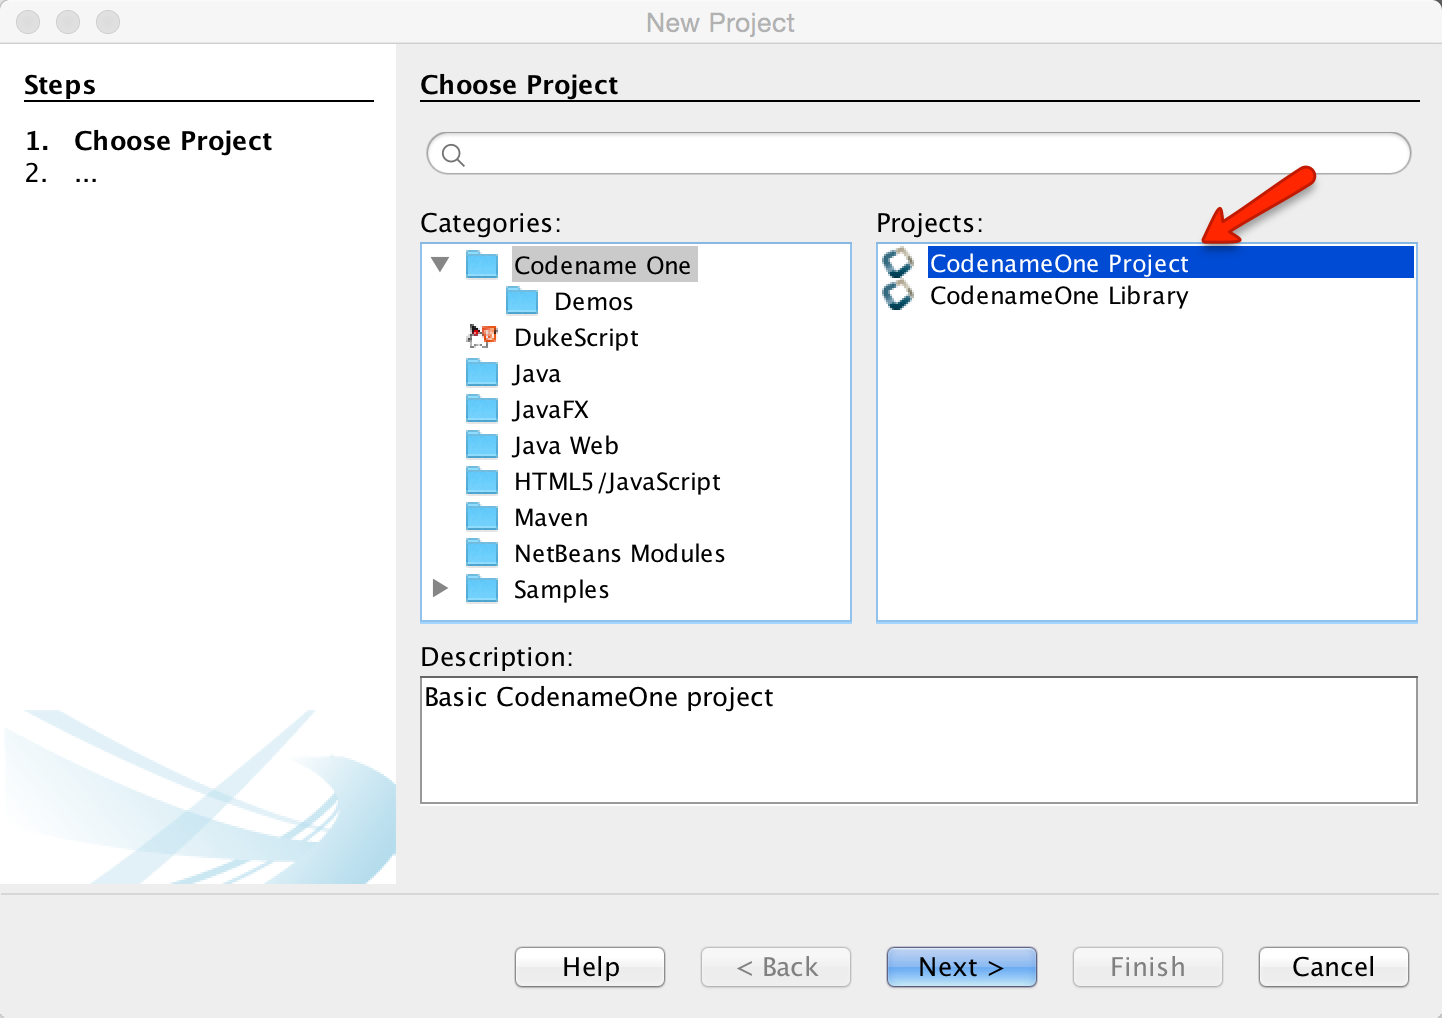 New Project
Steps
1. Choose Project
2. ...
Choose Project
Categories:
Codename One
Demos
DukeScript
Java
JavaFX
Java Web
HTML5/JavaScript
Maven
NetBeans Modules
Samples
Projects:
CodenameOne Project
CodenameOne Library
Description:
Basic CodenameOne project
Help
< Back
Next >
Finish
Cancel